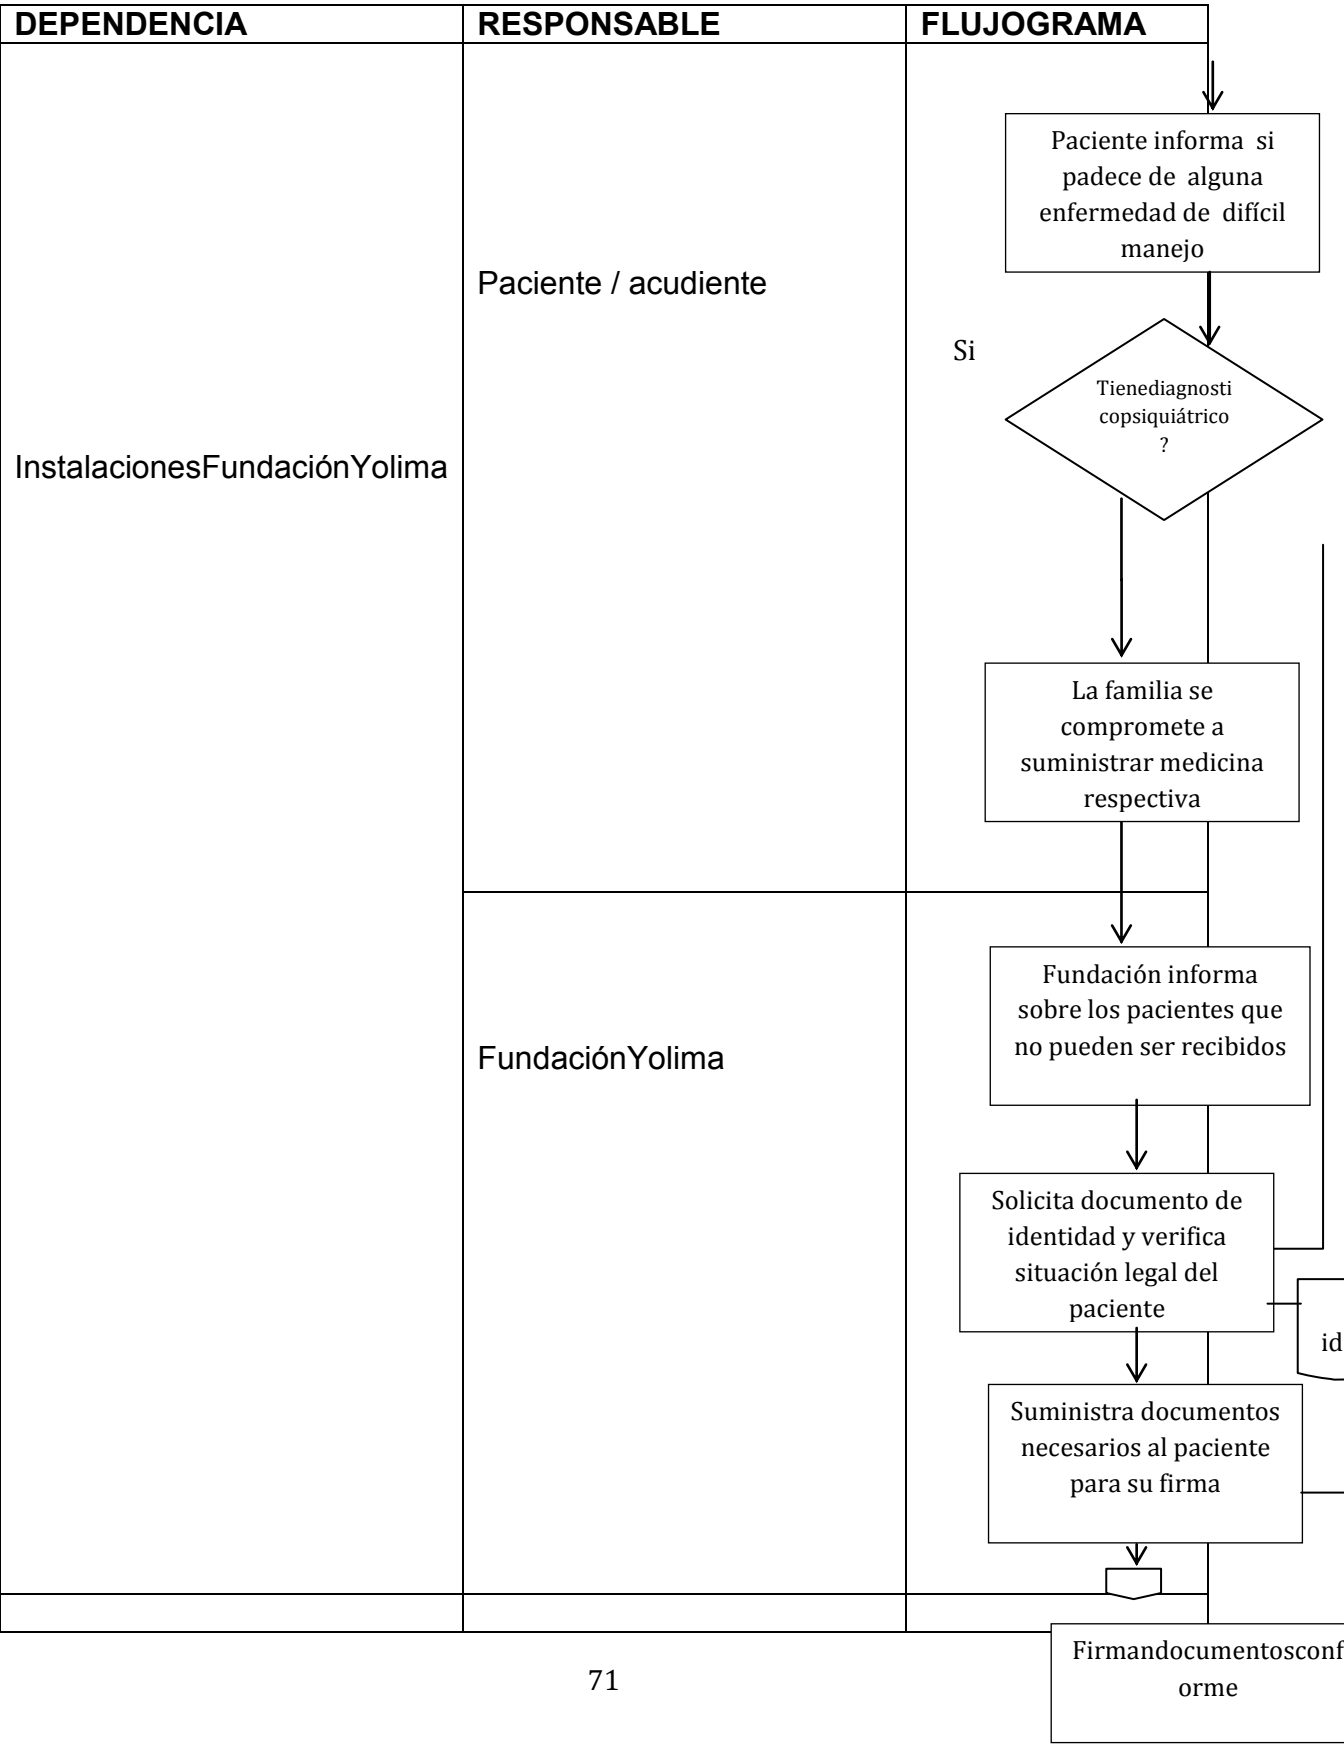 DEPENDENCIA RESPONSABLE FLUJOGRAMA
Paciente informa si
padece de alguna
enfermedad de difícil
manejo
Paciente / acudiente
Si
Tienediagnosti
copsiquiátrico
?
InstalacionesFundaciónYolima
La familia se
compromete a
suministrar medicina
respectiva
Fundación informa
sobre los pacientes que
no pueden ser recibidos
FundaciónYolima
Solicita documento de
identidad y verifica
situación legal del
paciente
id
Suministra documentos
necesarios al paciente
para su firma
Firmandocumentosconf
orme
71